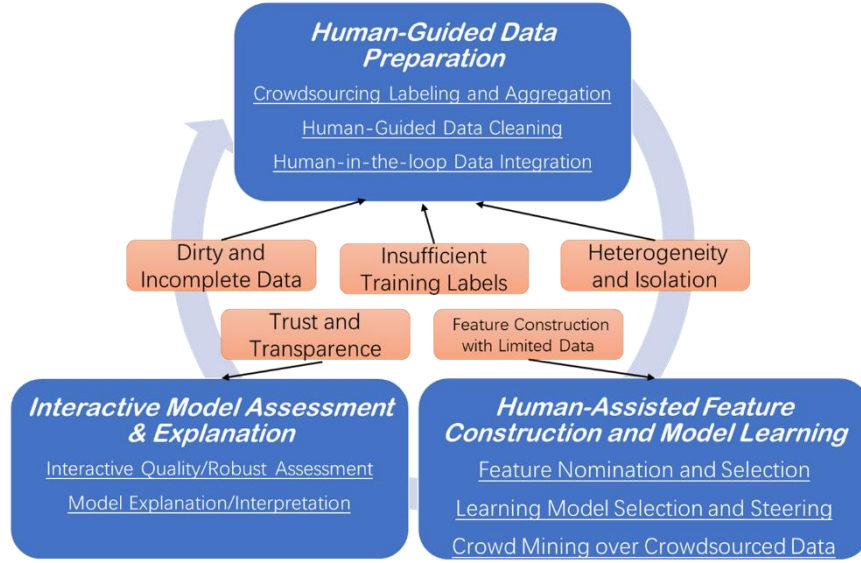 Human-Guided Data
Preparation
Crowdsourcing Labeling and Aggregation
Human-Guided Data Cleaning
Human-in-the-loop Data Integration
Dirty and
Incomplete Data
Insufficient
Training Labels
Heterogeneity
and Isolation
Trust and
Transparence
Feature Construction
with Limited Data
Interactive Model Assessment
& Explanation
Interactive Quality/Robust Assessment
Model Explanation/Interpretation
Human-Assisted Feature
Construction and Model Learning
Feature Nomination and Selection
Learning Model Selection and Steering
Crowd Mining over Crowdsourced Data